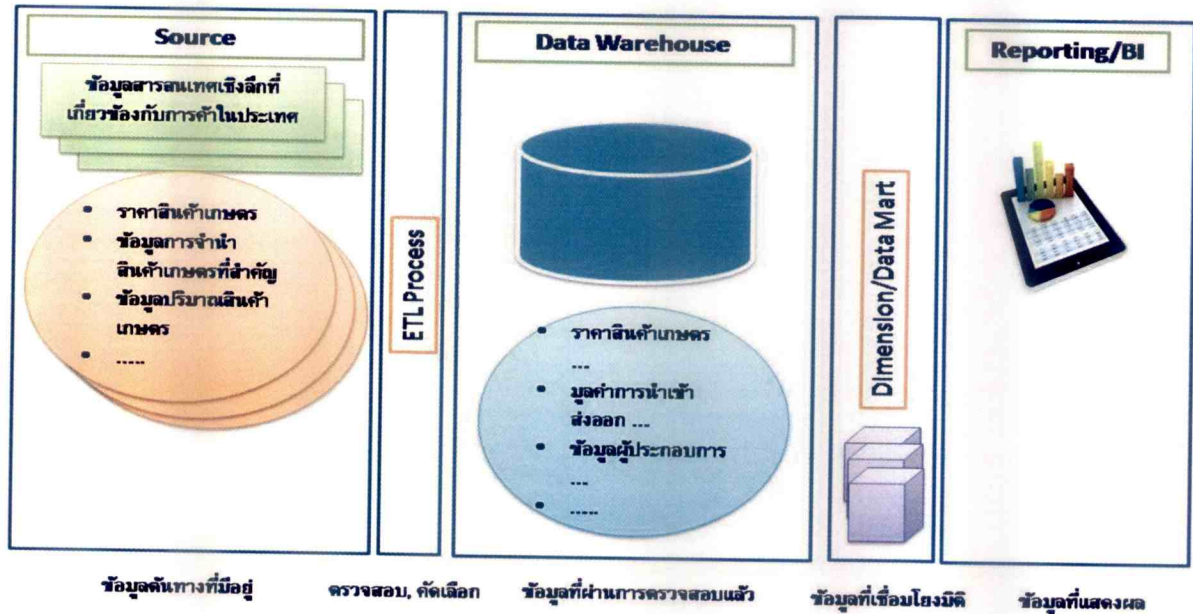 Source
ข้อมูลสารสนเทศเชิงลึกที่
เกี่ยวข้องกับการค้าในประเทศ
• ราคาสินค้าเกษตร
• ข้อมูลการจำนำ
สินค้าเกษตรที่สำคัญ
• ข้อมูลปริมาณสินค้า
เกษตร
• .....
ETL Process
Data Warehouse
• ราคาสินค้าเกษตร
...
• มูลค่าการนำเข้า
ส่งออก ...
• ข้อมูลผู้ประกอบการ
...
• .....
Dimension/Data Mart
Reporting/BI
ข้อมูลต้นทางที่มีอยู่
ตรวจสอบ, คัดเลือก
ข้อมูลที่ผ่านการตรวจสอบแล้ว
ข้อมูลที่เชื่อมโยงมิติ
ข้อมูลที่แสดงผล